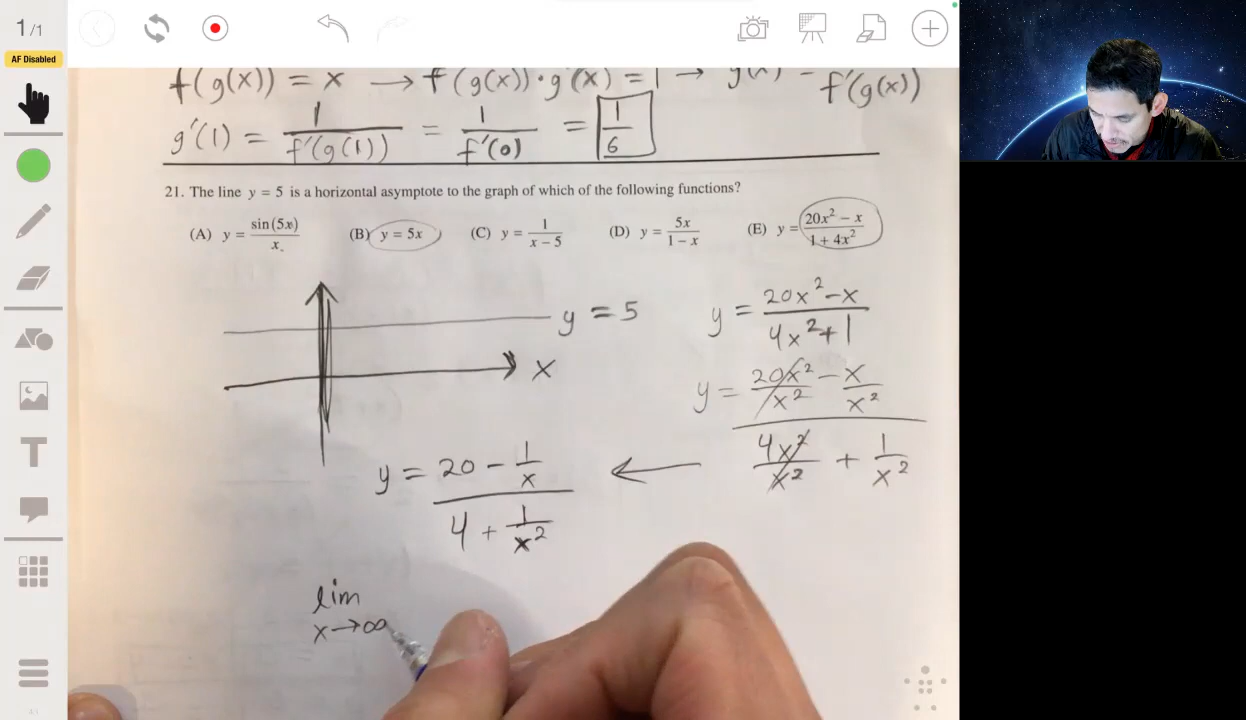 1/1
AF Disabled
f(g(x)) = x → f'(g(x))·g'(x) = 1 →
f'(g(x))
g'(1) = 1/f'(g(1)) = 1/f'(0) = 1/6
21. The line y = 5 is a horizontal asymptote to the graph of which of the following functions?
(A) y = sin(5x)/x (B) y = 5x (C) y = 1/(x − 5) (D) y = 5x/(1 − x) (E) y = (20x² − x)/(1 + 4x²)
y = 5
x
y = (20x² − x)/(4x² + 1)
y = (20x²/x² − x/x²)/(4x²/x² + 1/x²)
y = (20 − 1/x)/(4 + 1/x²) ←
lim
x→∞
T